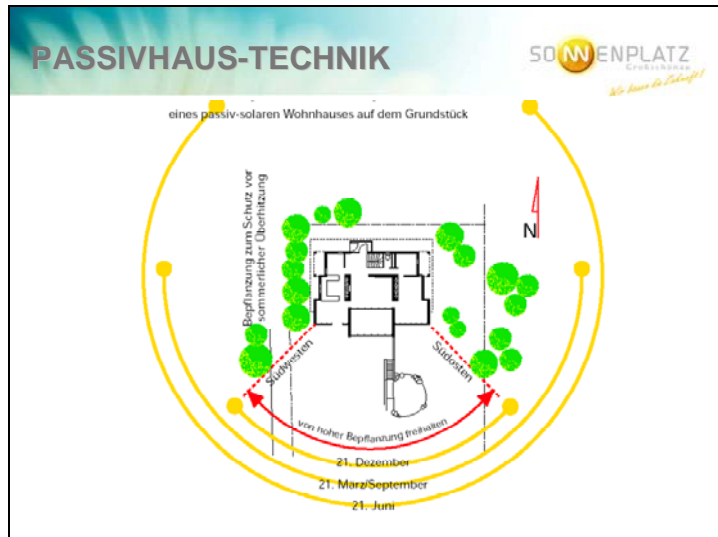 PASSIVHAUS-TECHNIK
SONNENPLATZ
Großschönau
Wir bauen die Zukunft!
eines passiv-solaren Wohnhauses auf dem Grundstück
Bepflanzung zum Schutz vor
sommerlicher Überhitzung
N
Südwesten
Südosten
von hoher Bepflanzung freihalten
21. Dezember
21. Marz/September
21. Juni